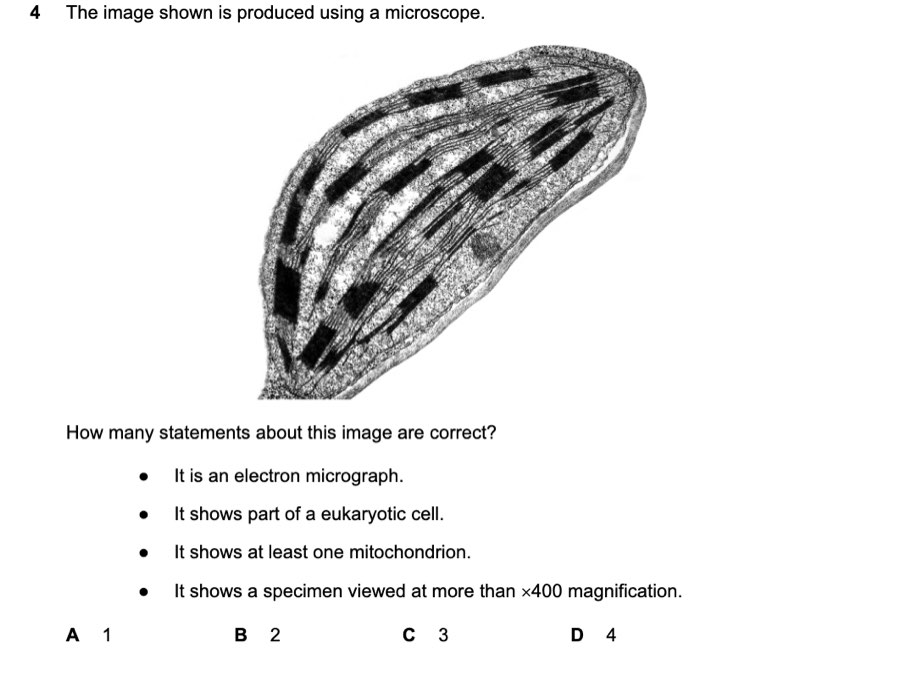 4 The image shown is produced using a microscope.
How many statements about this image are correct?
• It is an electron micrograph.
• It shows part of a eukaryotic cell.
• It shows at least one mitochondrion.
• It shows a specimen viewed at more than ×400 magnification.
A 1 B 2 C 3 D 4